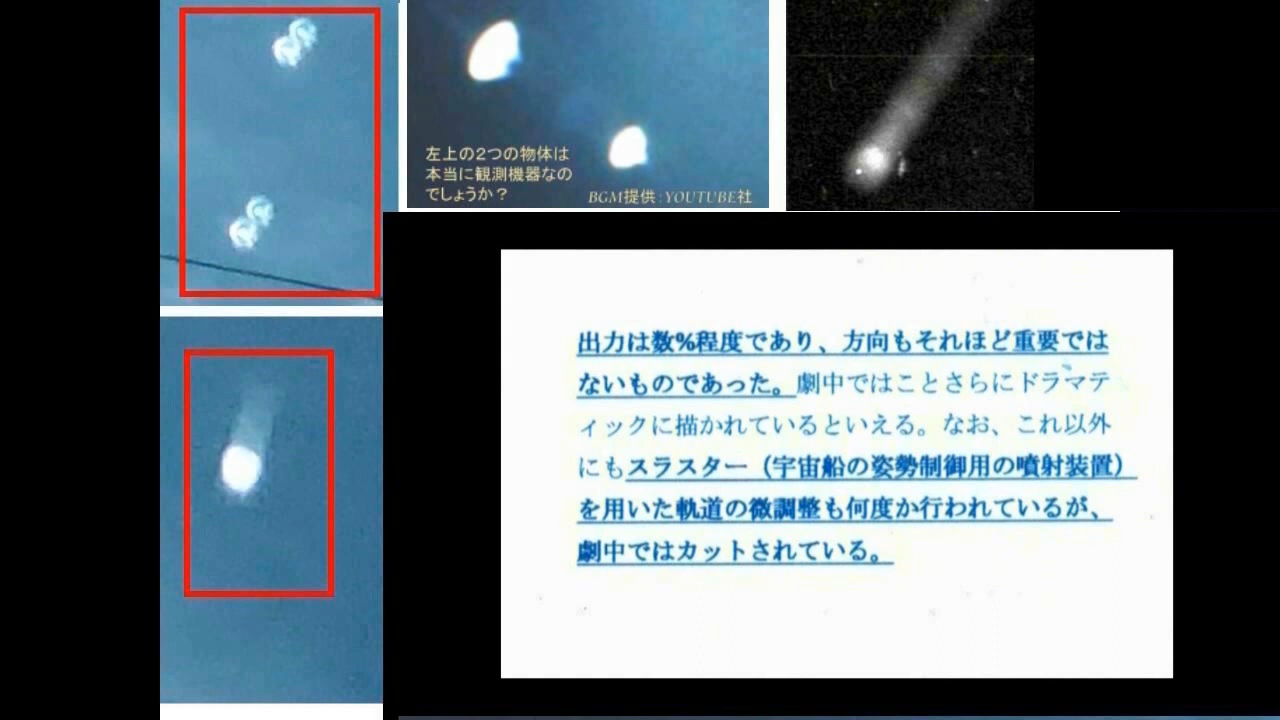 左上の2つの物体は
本当に観測機器なの
でしょうか？
BGM提供：YOUTUBE社
出力は数%程度であり、方向もそれほど重要では
ないものであった。劇中ではことさらにドラマテ
ィックに描かれているといえる。なお、これ以外
にもスラスター（宇宙船の姿勢制御用の噴射装置）
を用いた軌道の微調整も何度か行われているが、
劇中ではカットされている。